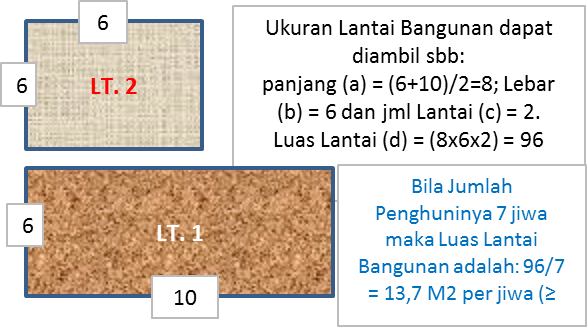 6
6
LT. 2
Ukuran Lantai Bangunan dapat
diambil sbb:
panjang (a) = (6+10)/2=8; Lebar
(b) = 6 dan jml Lantai (c) = 2.
Luas Lantai (d) = (8x6x2) = 96
6
LT. 1
10
Bila Jumlah
Penghuninya 7 jiwa
maka Luas Lantai
Bangunan adalah: 96/7
= 13,7 M2 per jiwa (≥